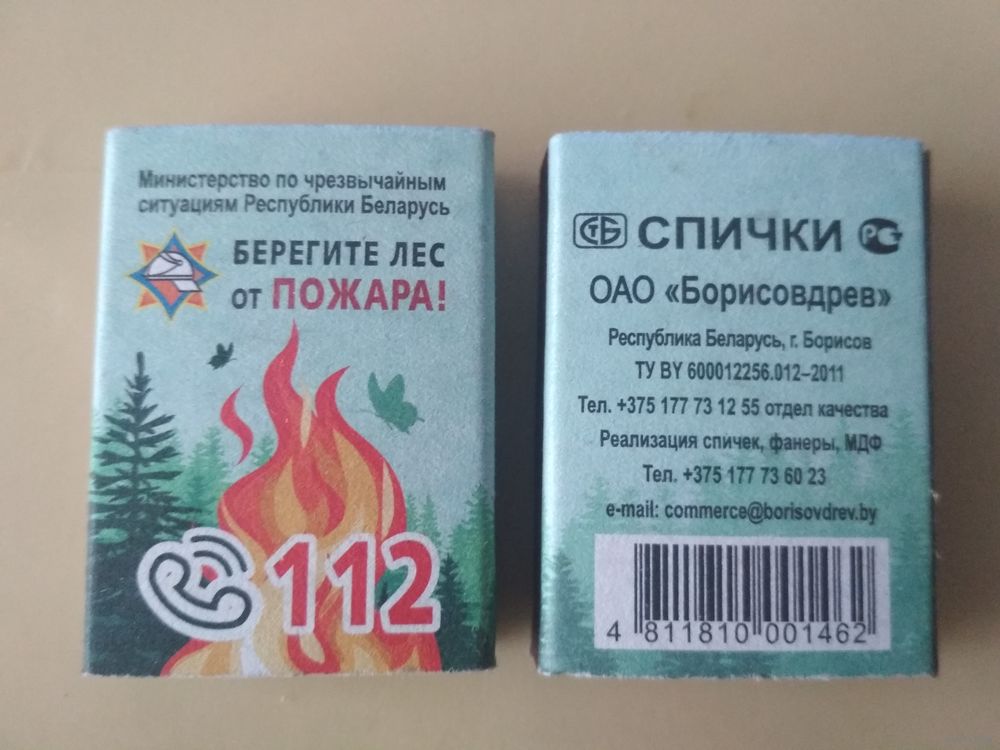 Министерство по чрезвычайным
ситуациям Республики Беларусь
БЕРЕГИТЕ ЛЕС
от ПОЖАРА!
112
СТБ СПИЧКИ РСТ
ОАО «Борисовдрев»
Республика Беларусь, г. Борисов
ТУ BY 600012256.012–2011
Тел. +375 177 73 12 55 отдел качества
Реализация спичек, фанеры, МДФ
Тел. +375 177 73 60 23
e-mail: commerce@borisovdrev.by
4 811810 001462